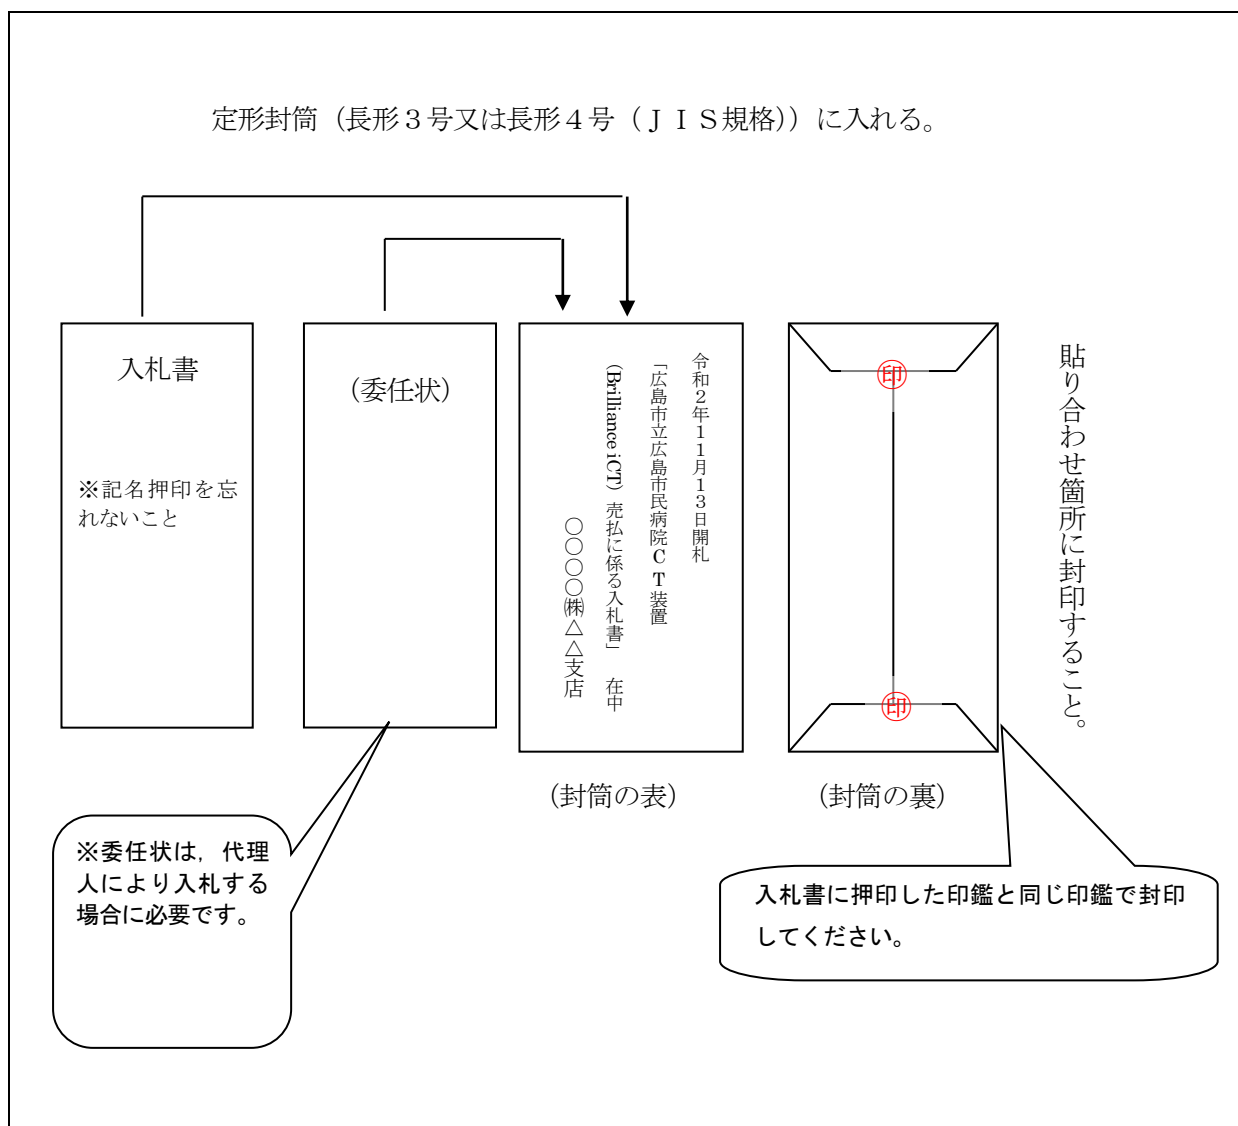 定形封筒（長形３号又は長形４号（ＪＩＳ規格））に入れる。
入札書
※記名押印を忘
れないこと
（委任状）
令和２年１１月１３日開札
「広島市立広島市民病院ＣＴ装置
（Brilliance iCT）売払に係る入札書」　在中
〇〇〇〇㈱△△支店
印
印
貼り合わせ箇所に封印すること。
（封筒の表）
（封筒の裏）
※委任状は，代理
人により入札する
場合に必要です。
入札書に押印した印鑑と同じ印鑑で封印
してください。